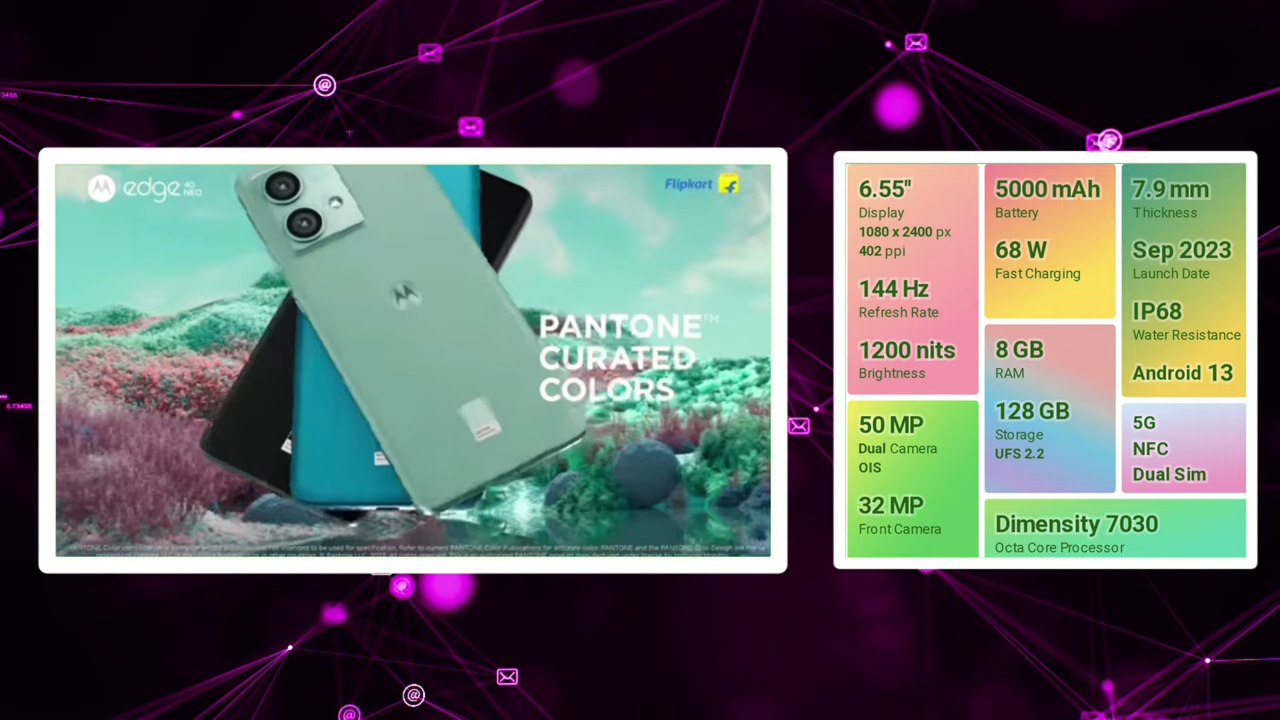 edge 40 NEO
Flipkart
PANTONE™
CURATED
COLORS
6.55"
Display
1080 x 2400 px
402 ppi
144 Hz
Refresh Rate
1200 nits
Brightness
50 MP
Dual Camera
OIS
32 MP
Front Camera
5000 mAh
Battery
68 W
Fast Charging
8 GB
RAM
128 GB
Storage
UFS 2.2
7.9 mm
Thickness
Sep 2023
Launch Date
IP68
Water Resistance
Android 13
5G
NFC
Dual Sim
Dimensity 7030
Octa Core Processor